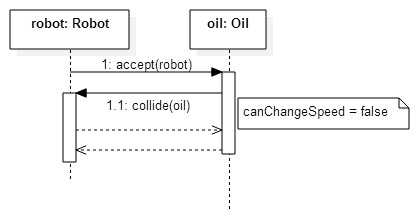 robot: Robot
oil: Oil
1: accept(robot)
1.1: collide(oil)
canChangeSpeed = false